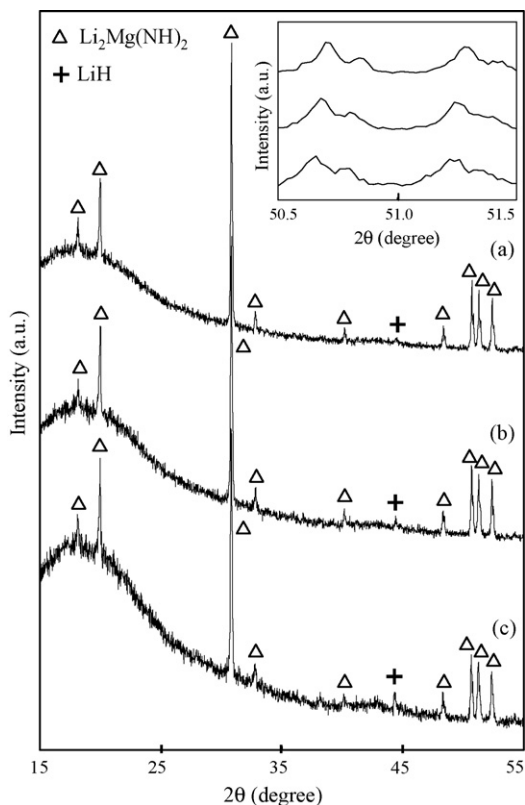 △ Li₂Mg(NH)₂
+ LiH
Intensity (a.u.)
50.5 51.0 51.5
2θ (degree)
(a)
(b)
(c)
Intensity (a.u.)
15 25 35 45 55
2θ (degree)